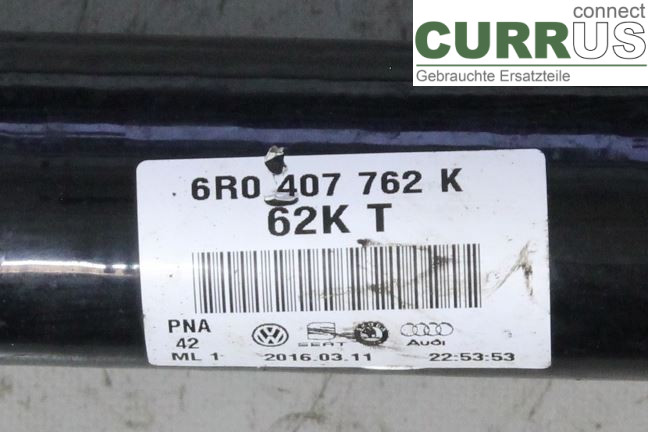 connect
CURRUS
Gebrauchte Ersatzteile
6R0 407 762 K
62K T
PNA
42
SEAT
Audi
ML 1 2016.03.11 22:53:53